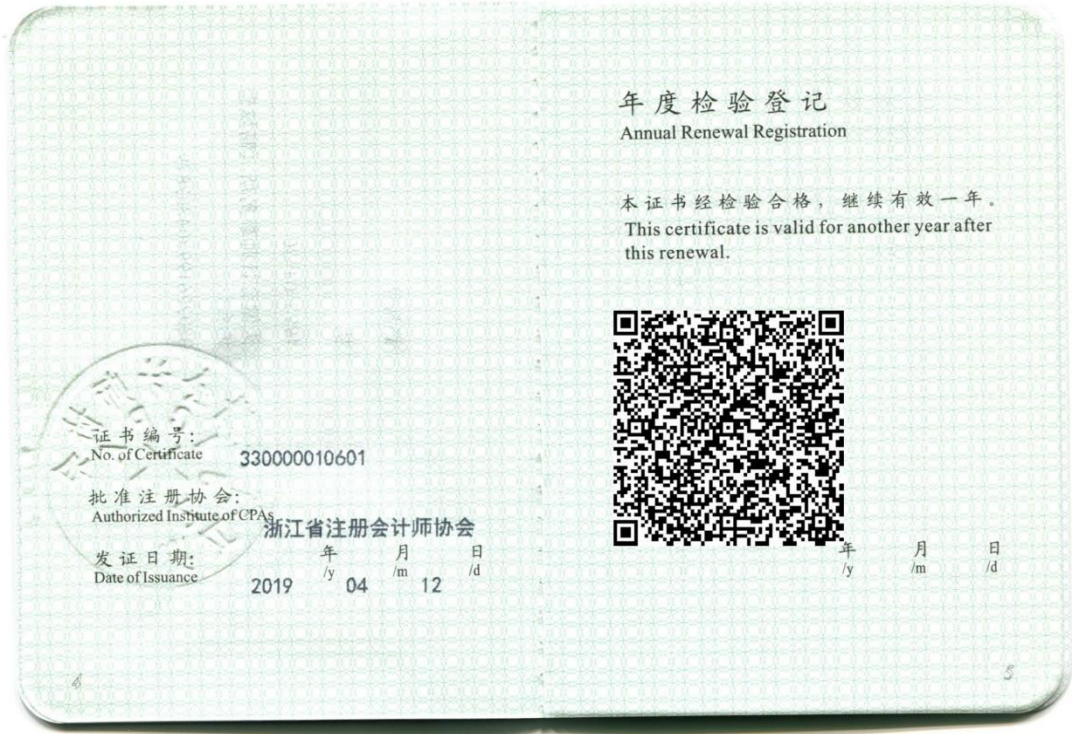 证书编号：
No. of Certificate
330000010601
批准注册协会：
Authorized Institute of CPAs
浙江省注册会计师协会
发证日期：
Date of Issuance
年 月 日
/y /m /d
2019 04 12
4
年度检验登记
Annual Renewal Registration
本证书经检验合格，继续有效一年。
This certificate is valid for another year after
this renewal.
年 月 日
/y /m /d
5